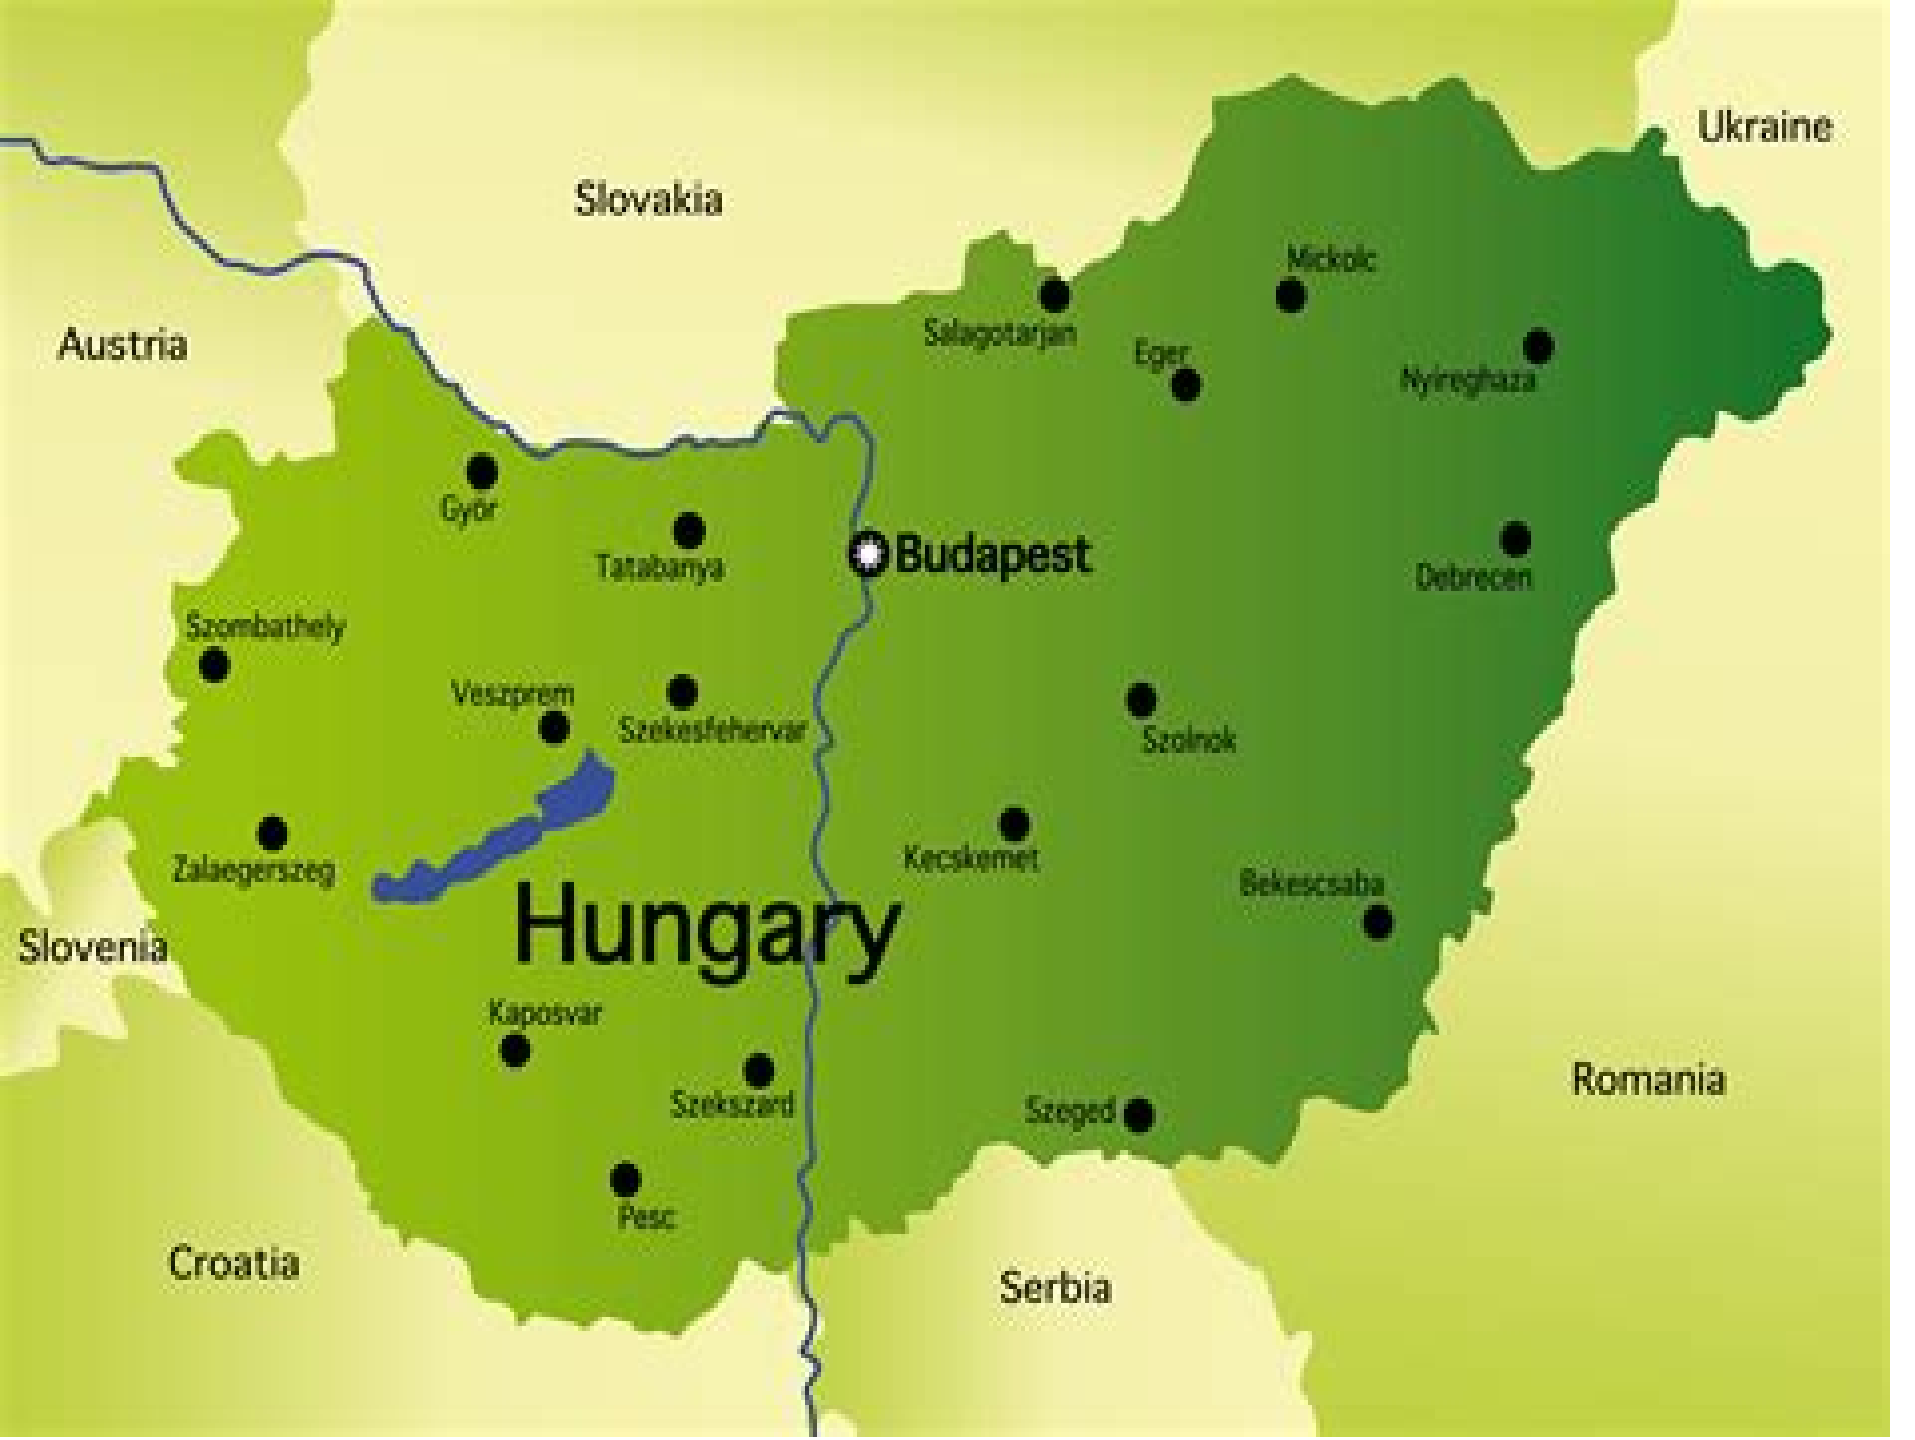 Ukraine
Slovakia
Mickolc
Salagotarjan
Austria
Eger
Nyireghaza
Györ
Tatabanya
Budapest
Debrecen
Szombathely
Veszprem
Szekesfehervar
Szolnok
Zalaegerszeg
Kecskemet
Bekescsaba
Hungary
Slovenia
Kaposvar
Romania
Szekszard
Szeged
Pesc
Croatia
Serbia